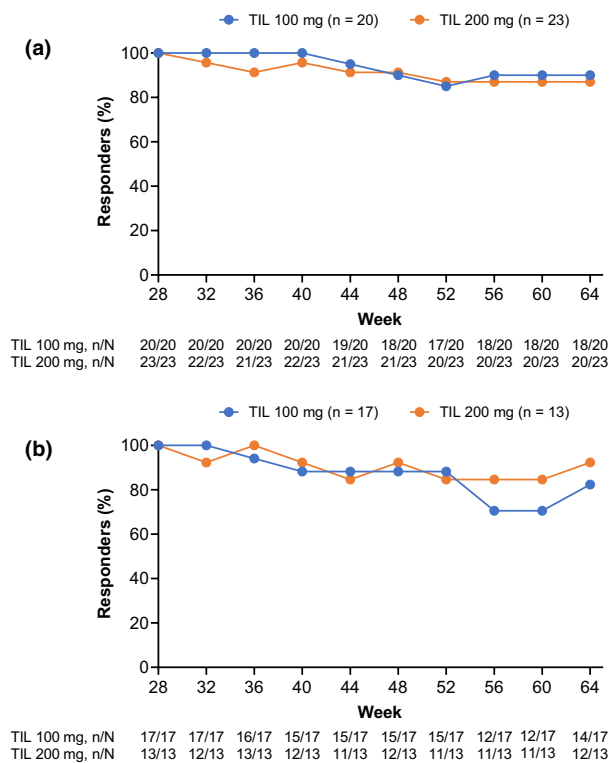 TIL 100 mg (n = 20) TIL 200 mg (n = 23)
(a)
Responders (%)
100
80
60
40
20
0
28 32 36 40 44 48 52 56 60 64
Week
TIL 100 mg, n/N 20/20 20/20 20/20 20/20 19/20 18/20 17/20 18/20 18/20 18/20
TIL 200 mg, n/N 23/23 22/23 21/23 22/23 21/23 21/23 20/23 20/23 20/23 20/23
TIL 100 mg (n = 17) TIL 200 mg (n = 13)
(b)
Responders (%)
100
80
60
40
20
0
28 32 36 40 44 48 52 56 60 64
Week
TIL 100 mg, n/N 17/17 17/17 16/17 15/17 15/17 15/17 15/17 12/17 12/17 14/17
TIL 200 mg, n/N 13/13 12/13 13/13 12/13 11/13 12/13 11/13 11/13 11/13 12/13